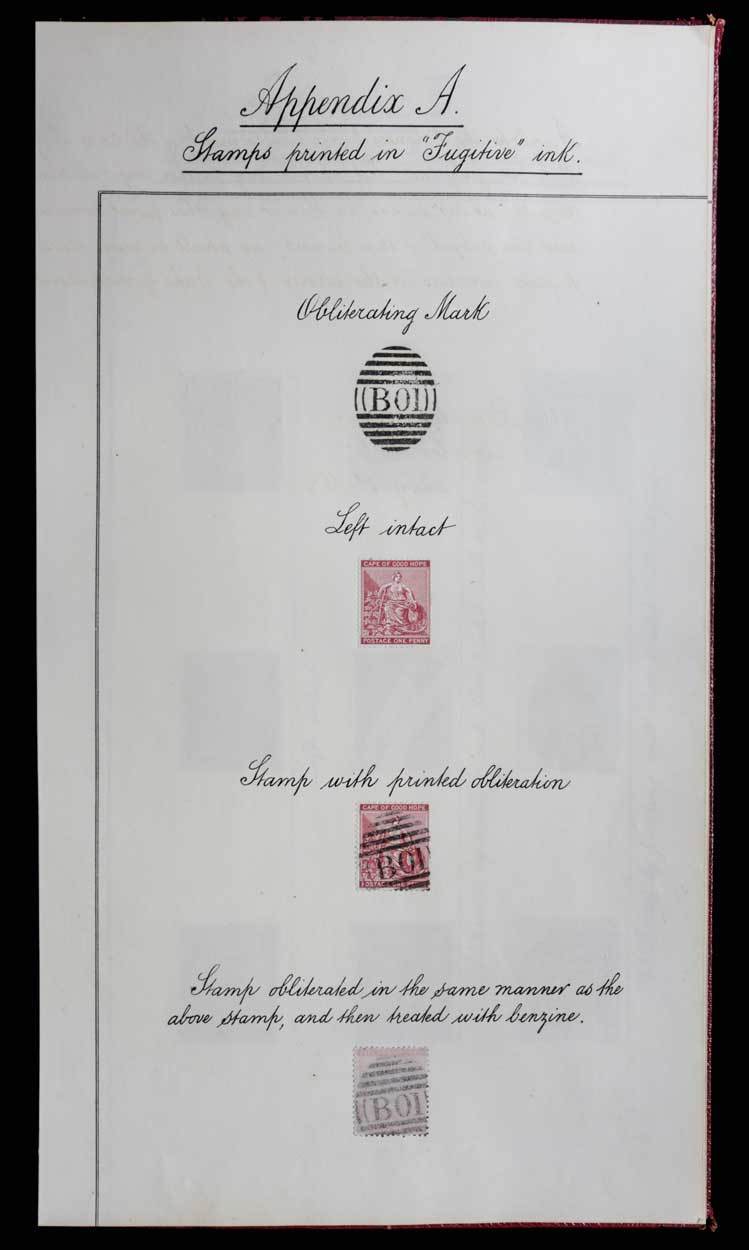 Appendix A.
Stamps printed in "Fugitive" ink.
Obliterating Mark
B01
Left intact
CAPE OF GOOD HOPE
POSTAGE ONE PENNY
Stamp with printed obliteration
CAPE OF GOOD HOPE
B01
Stamp obliterated in the same manner as the
above stamp, and then treated with benzine.
B01